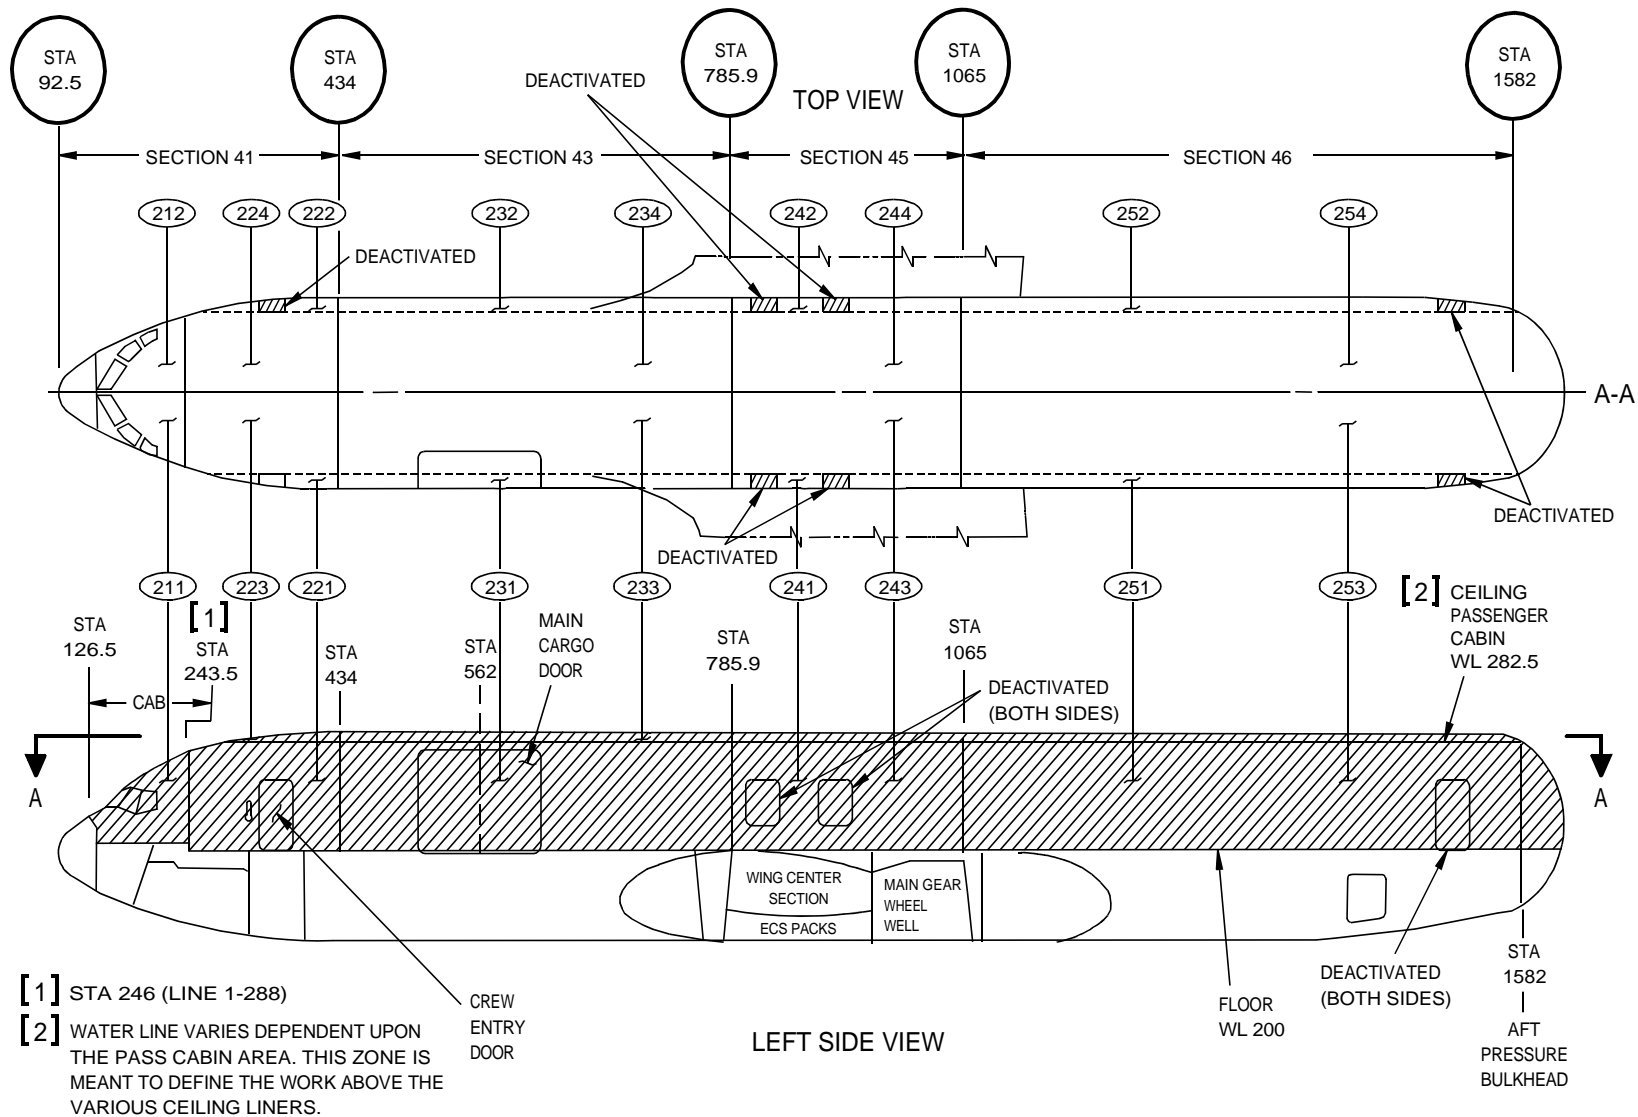 STA
92.5
STA
434
STA
785.9
STA
1065
STA
1582
DEACTIVATED
TOP VIEW
SECTION 41
SECTION 43
SECTION 45
SECTION 46
212
224
222
232
234
242
244
252
254
DEACTIVATED
A-A
DEACTIVATED
DEACTIVATED
211
223
221
231
233
241
243
251
253
[2] CEILING
PASSENGER
CABIN
WL 282.5
STA
126.5
[1]
STA
243.5
STA
434
STA
562
MAIN
CARGO
DOOR
STA
785.9
STA
1065
DEACTIVATED
(BOTH SIDES)
CAB
A
A
WING CENTER
SECTION
ECS PACKS
MAIN GEAR
WHEEL
WELL
[1] STA 246 (LINE 1-288)
[2] WATER LINE VARIES DEPENDENT UPON
THE PASS CABIN AREA. THIS ZONE IS
MEANT TO DEFINE THE WORK ABOVE THE
VARIOUS CEILING LINERS.
CREW
ENTRY
DOOR
LEFT SIDE VIEW
FLOOR
WL 200
DEACTIVATED
(BOTH SIDES)
STA
1582
AFT
PRESSURE
BULKHEAD